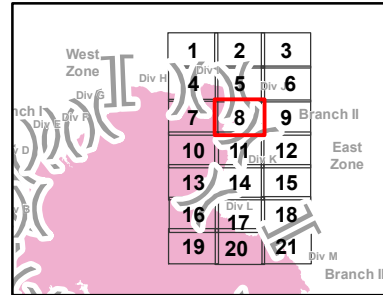 West
Zone
1 2 3
Div H
Div I
4 5 6
Div J
Div G
nch I
Div E
Div F
7 8 9
Branch II
Div D
10 11 12
East
Zone
Div K
13 14 15
Div B
Div L
16 17 18
19 20 21
Div M
Branch II